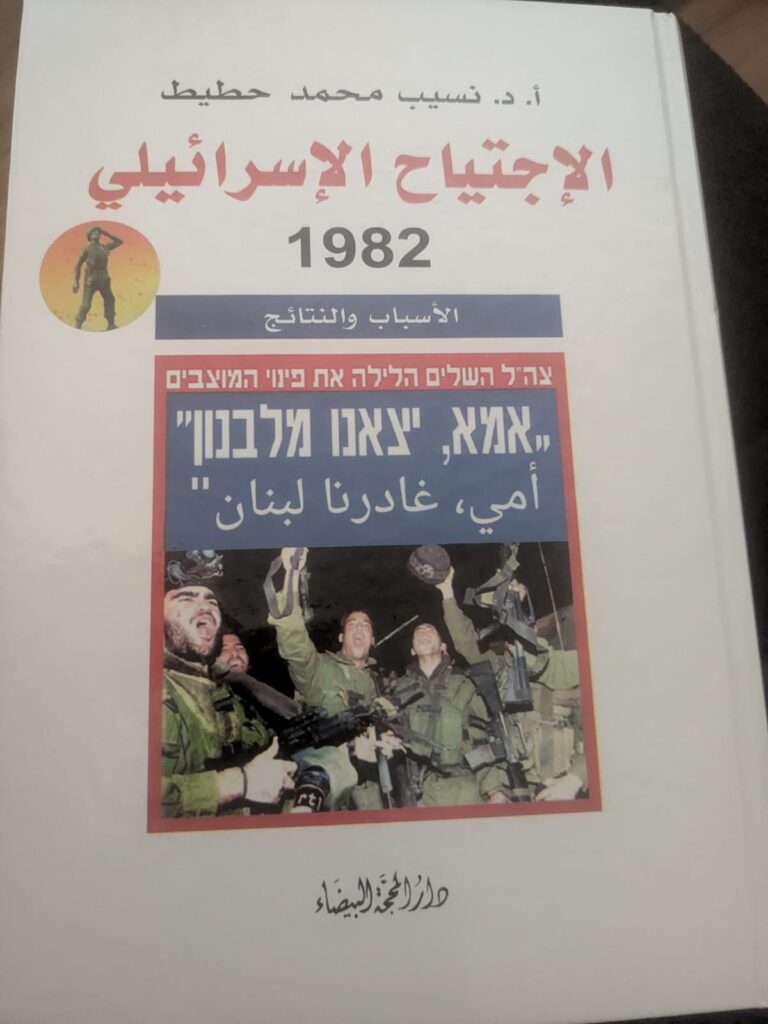 أ. د. نسيب محمد حطيط
الإجتياح الإسرائيلي
1982
الأسباب والنتائج
צה״ל השלים הלילה את פינוי המוצבים
„אמא, יצאנו מלבנון”
أمي، غادرنا لبنان"
rtl
دار المحجة البيضاء